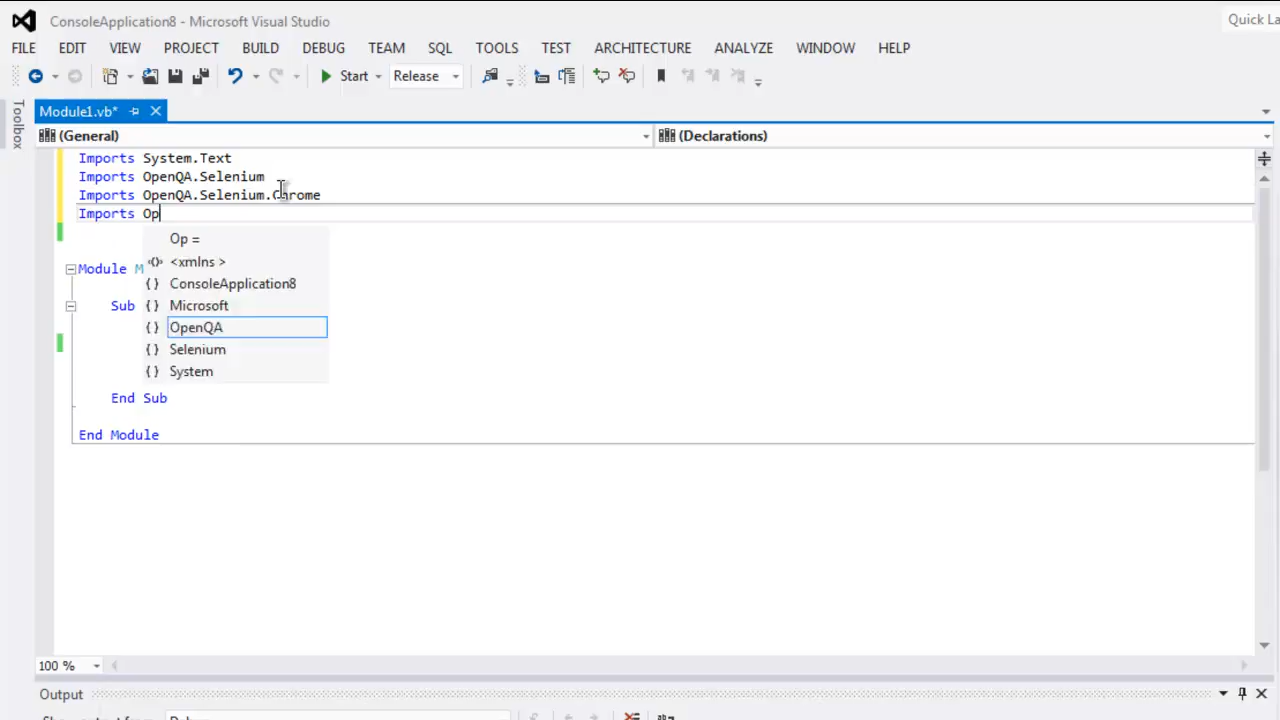 ConsoleApplication8 - Microsoft Visual Studio
Quick La
FILE EDIT VIEW PROJECT BUILD DEBUG TEAM SQL TOOLS TEST ARCHITECTURE ANALYZE WINDOW HELP
Start Release
Toolbox
Module1.vb*
(General) (Declarations)
Imports System.Text
Imports OpenQA.Selenium
Imports OpenQA.Selenium.Chrome
Imports Op
Op =
<xmlns >
Module M
ConsoleApplication8
Sub
Microsoft
OpenQA
Selenium
System
End Sub
End Module
100 %
Output